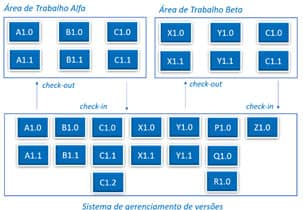 Área de Trabalho Alfa Área de Trabalho Beta
A1.0 B1.0 C1.0 X1.0 Y1.0 C1.0
A1.1 B1.1 C1.1 X1.1 Y1.1 C1.1
check-out check-out
check-in check-in
A1.0 B1.0 C1.0 X1.0 Y1.0 P1.0 Z1.0
A1.1 B1.1 C1.1 X1.1 Y1.1 Q1.0
C1.2 R1.0
Sistema de gerenciamento de versões